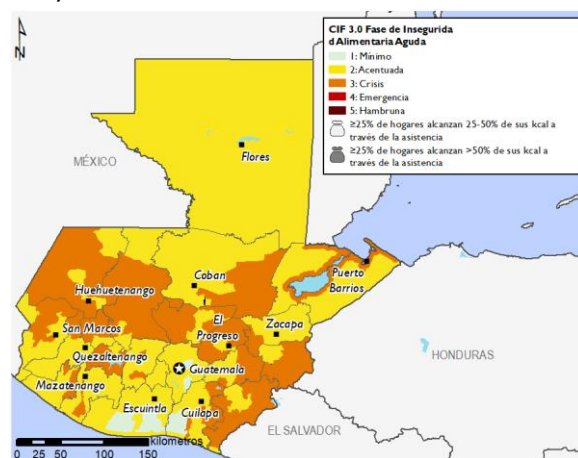 N
CIF 3.0 Fase de Insegurida
d Alimentaria Aguda
1: Mínimo
2: Acentuada
3: Crisis
4: Emergencia
5: Hambruna
≥25% de hogares alcanzan 25-50% de sus kcal a
través de la asistencia
≥25% de hogares alcanzan >50% de sus kcal a
través de la asistencia
MÉXICO
Flores
Coban
Puerto
Barrios
Huehuetenango
El
Progreso
Zacapa
San Marcos
Quezaltenango
HONDURAS
Guatemala
Mazatenango
Escuintla
Cuilapa
EL SALVADOR
kilometros
0 25 50 100 150